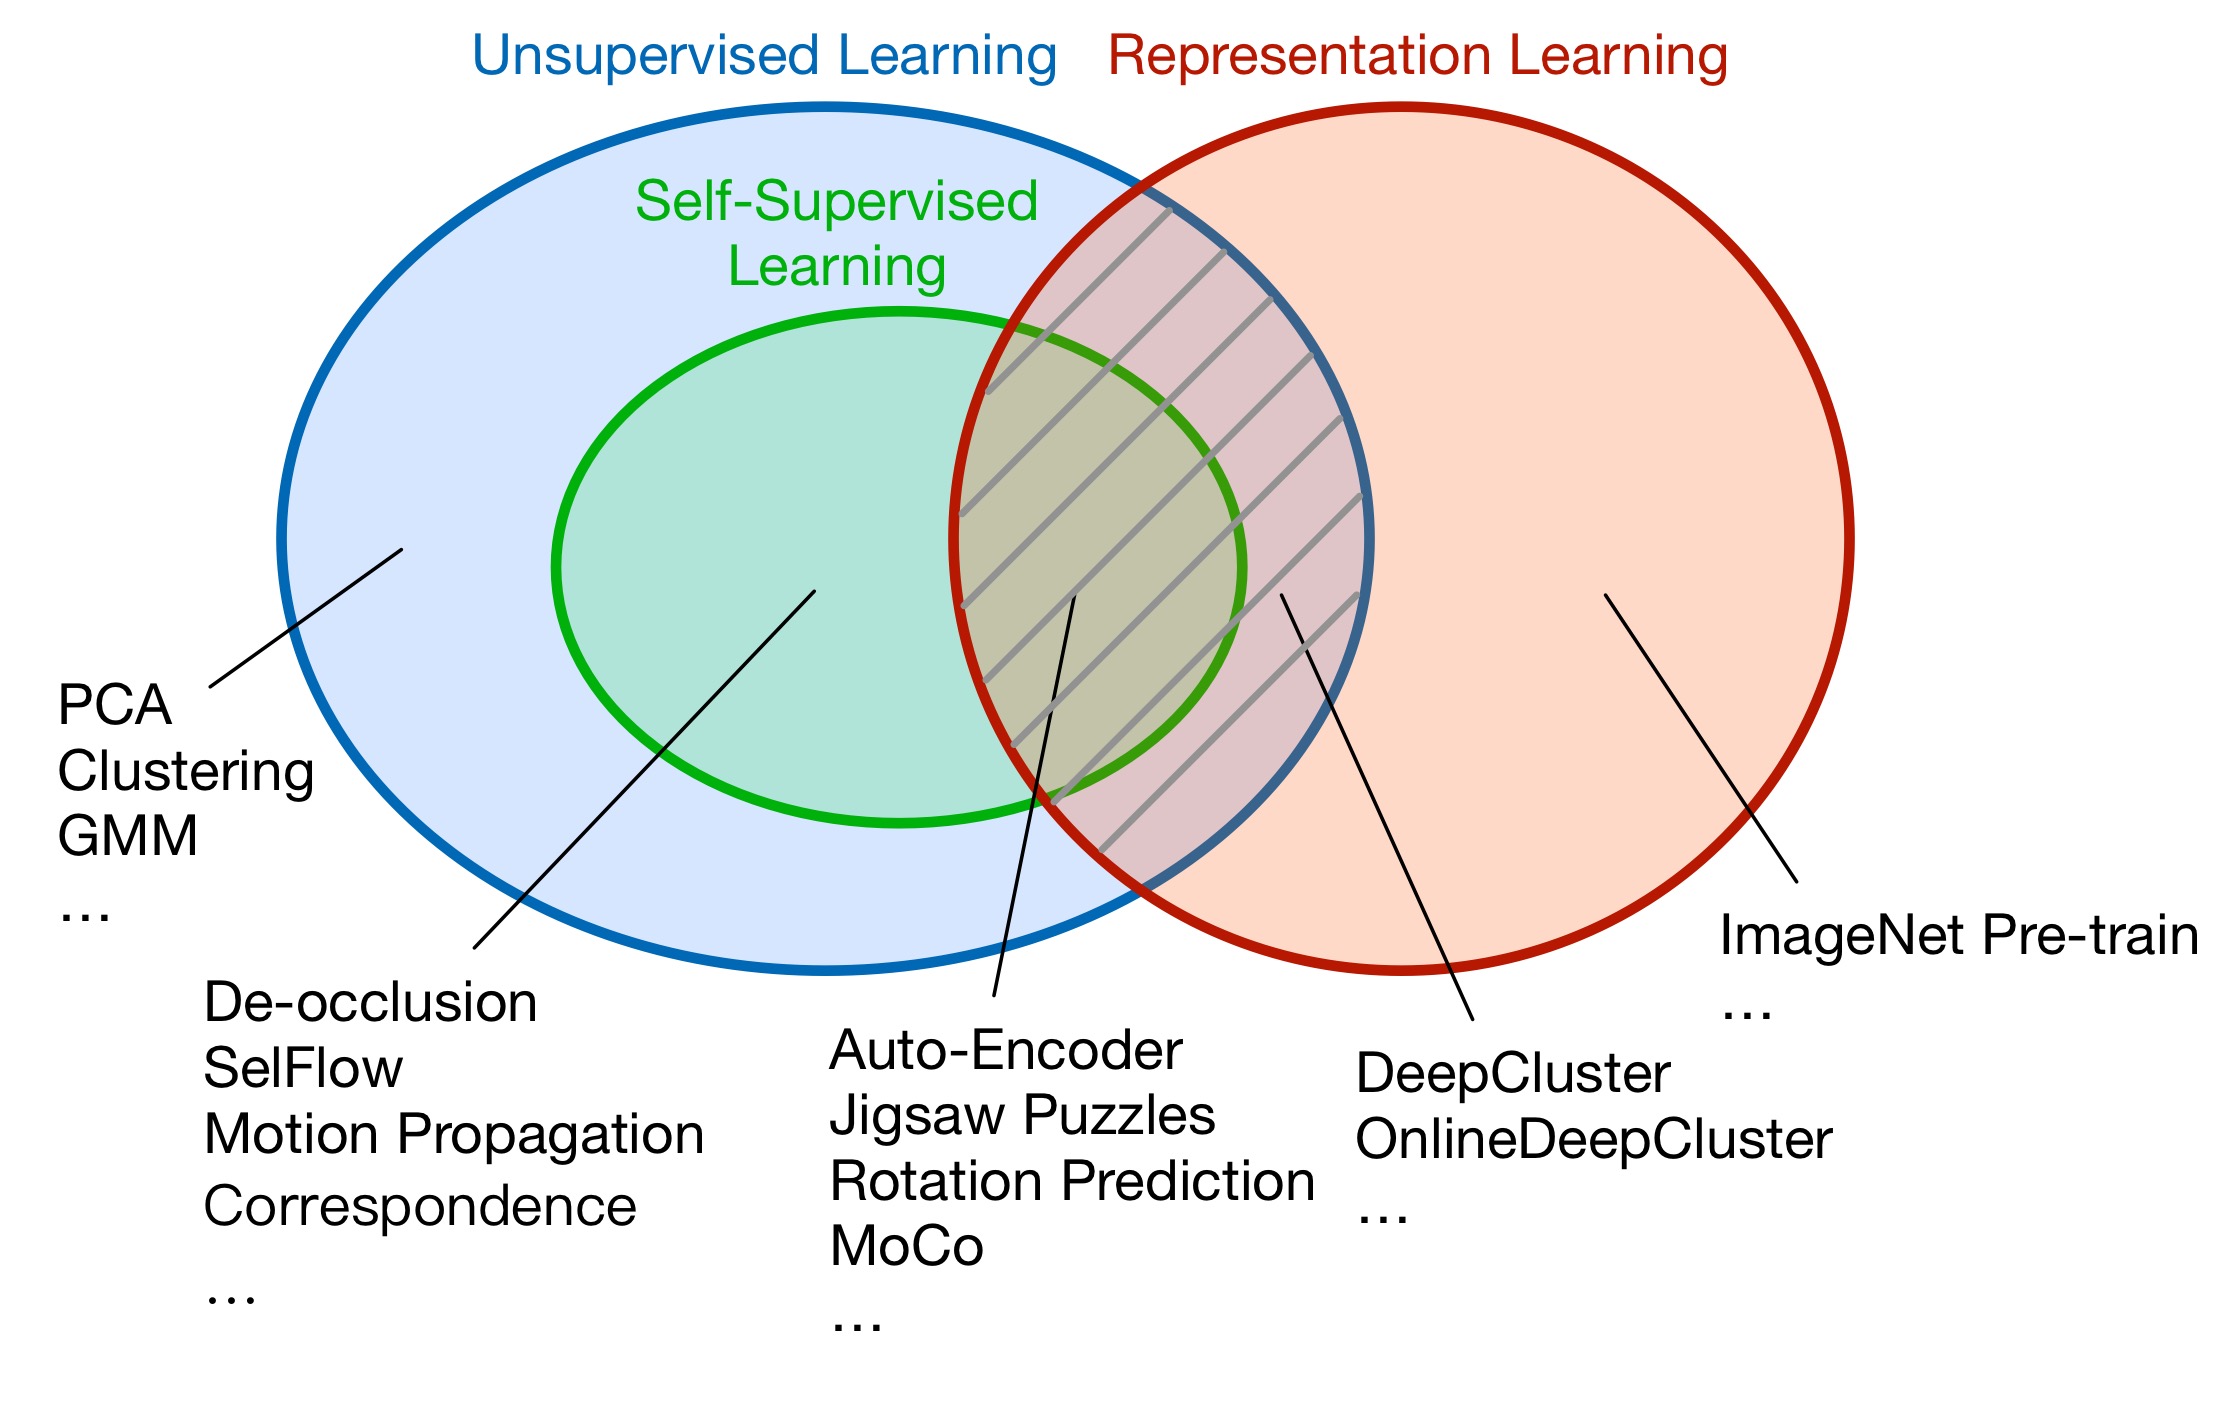 Unsupervised Learning
Representation Learning
Self-Supervised
Learning
PCA
Clustering
GMM
...
De-occlusion
SelFlow
Motion Propagation
Correspondence
...
Auto-Encoder
Jigsaw Puzzles
Rotation Prediction
MoCo
...
DeepCluster
OnlineDeepCluster
...
ImageNet Pre-train
...